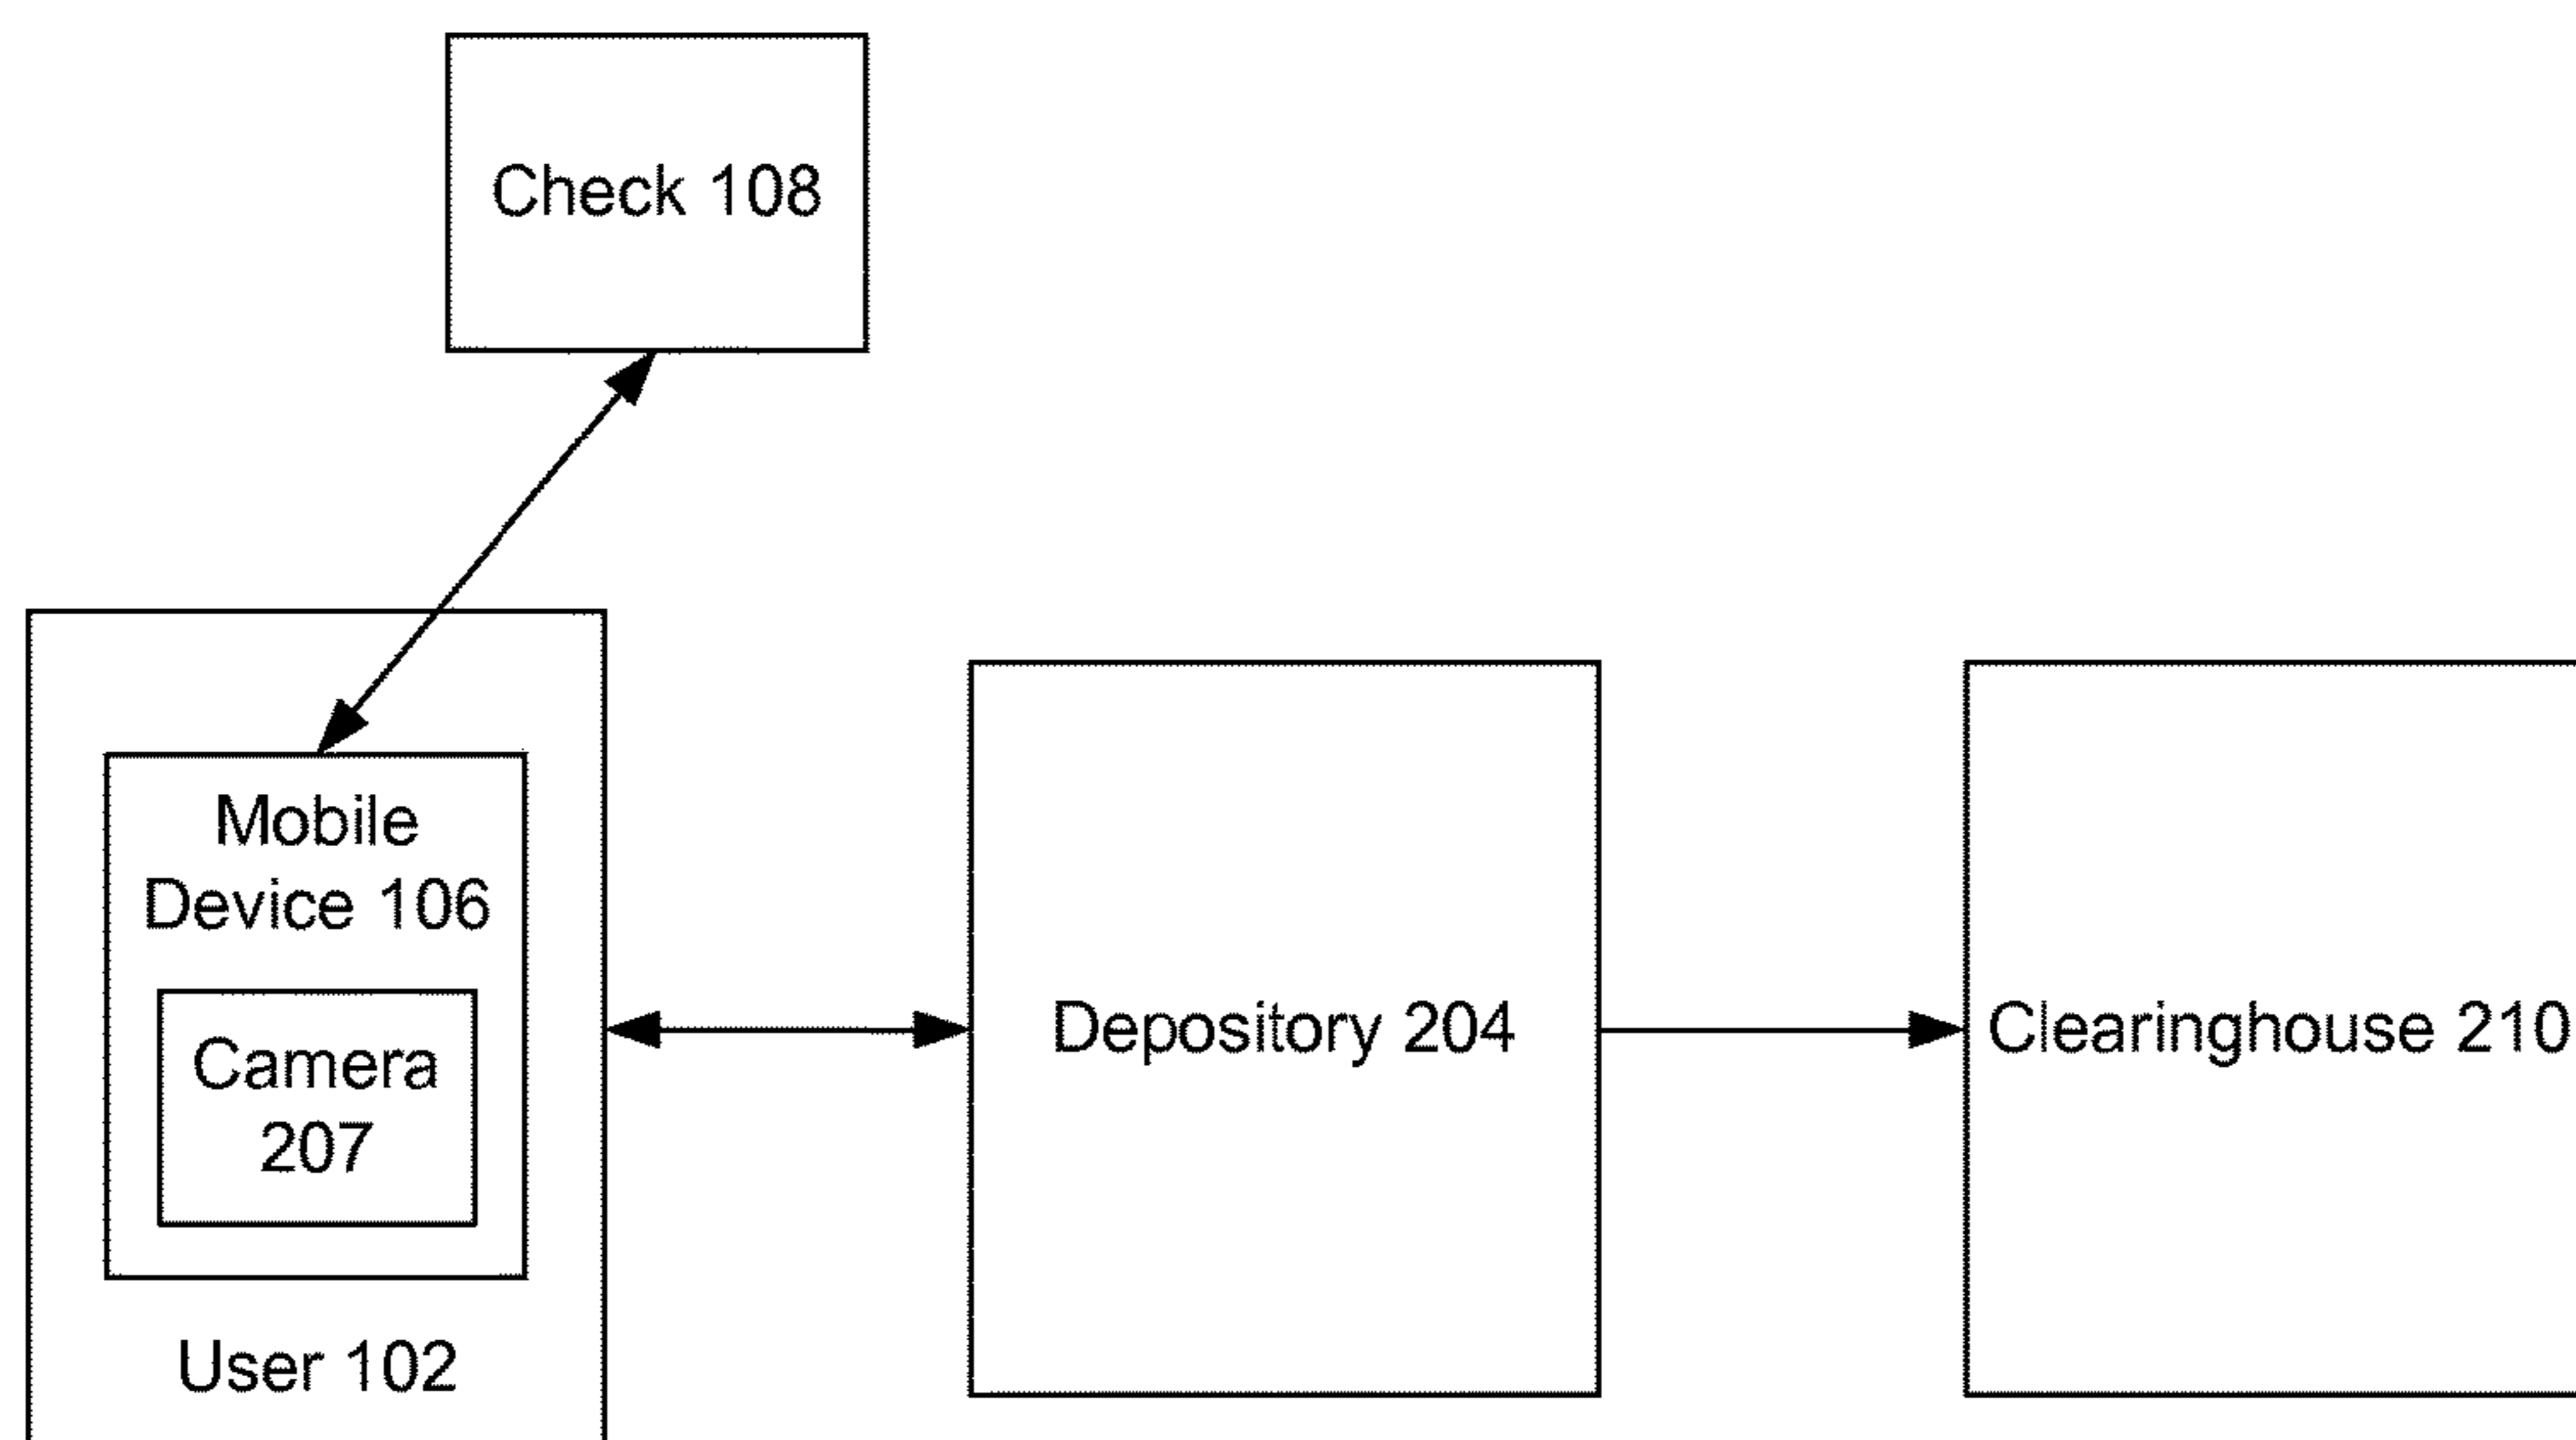 Check 108
Mobile
Device 106
Camera
207
User 102
Depository 204
Clearinghouse 210